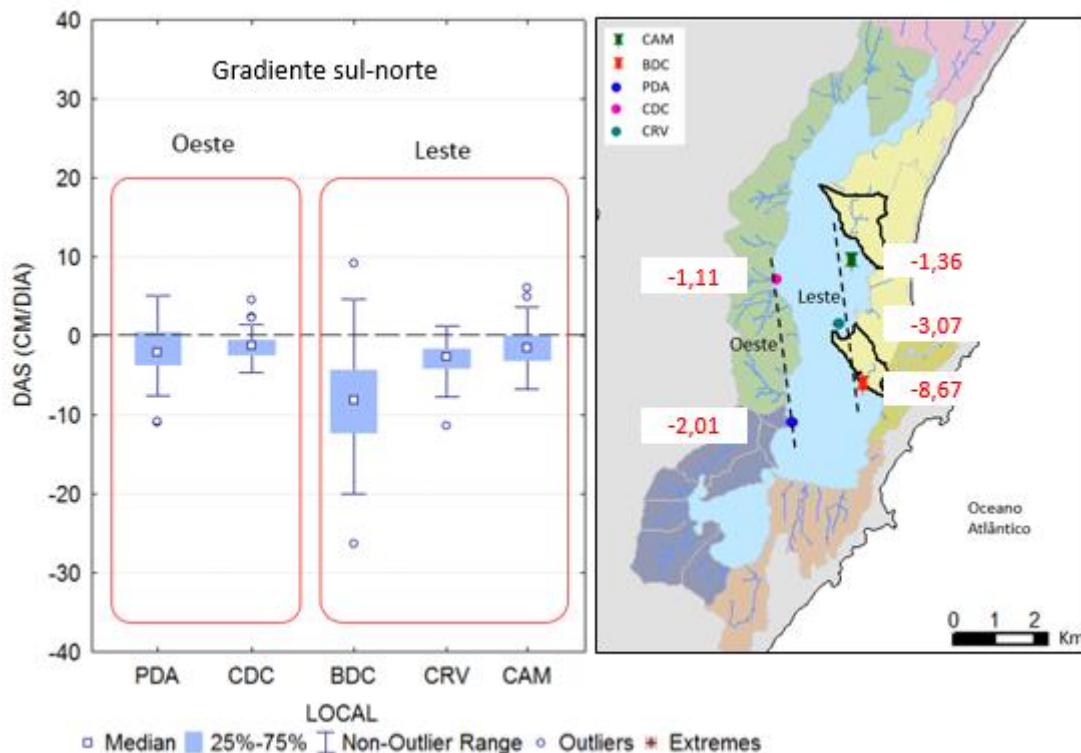 40
30
20
10
0
-10
-20
-30
-40
DAS (CM/DIA)
Gradiente sul-norte
Oeste
Leste
PDA CDC BDC CRV CAM
LOCAL
Median 25%-75% Non-Outlier Range Outliers Extremes
CAM
BDC
PDA
CDC
CRV
-1,11
-1,36
Leste
-3,07
Oeste
-8,67
-2,01
Oceano
Atlântico
0 1 2
Km